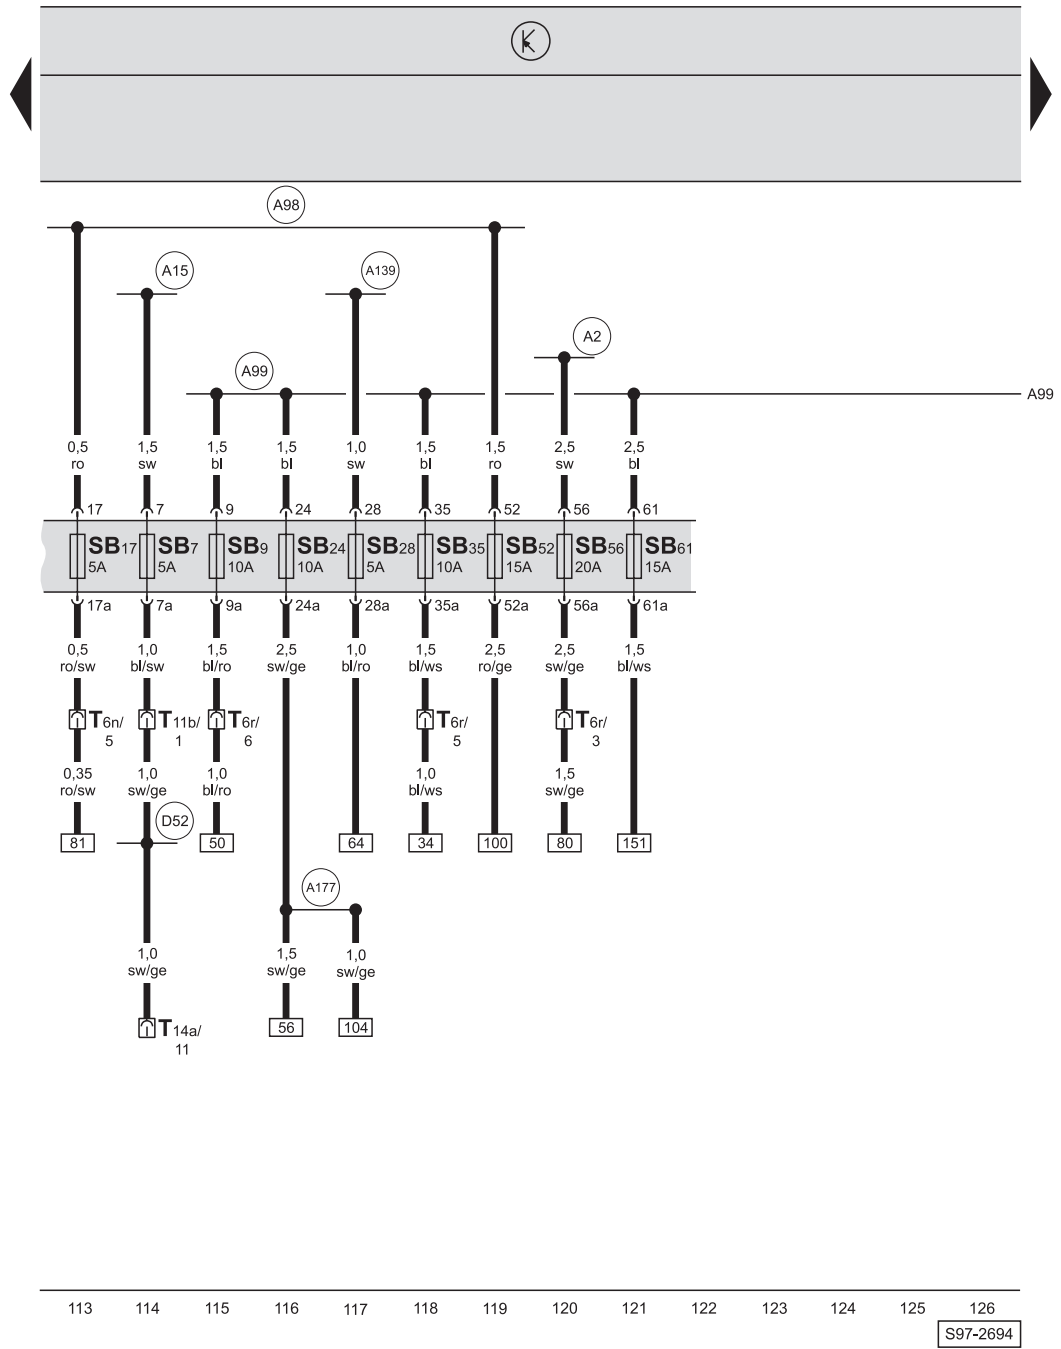 A98
A15
A139
A2
A99
A99
0,5 1,5 1,5 1,5 1,0 1,5 1,5 2,5 2,5
ro sw bl bl sw bl ro sw bl
17 7 9 24 28 35 52 56 61
SB17 SB7 SB9 SB24 SB28 SB35 SB52 SB56 SB61
5A 5A 10A 10A 5A 10A 15A 20A 15A
17a 7a 9a 24a 28a 35a 52a 56a 61a
0,5 1,0 1,5 2,5 1,0 1,5 2,5 2,5 1,5
ro/sw bl/sw bl/ro sw/ge bl/ro bl/ws ro/ge sw/ge bl/ws
T6n/ T11b/ T6r/ T6r/ T6r/
5 1 6 5 3
0,35 1,0 1,0 1,0 1,5
ro/sw sw/ge bl/ro bl/ws sw/ge
D52
81 50 64 34 100 80 151
A177
1,0 1,5 1,0
sw/ge sw/ge sw/ge
T14a/ 56 104
11
113 114 115 116 117 118 119 120 121 122 123 124 125 126
S97-2694